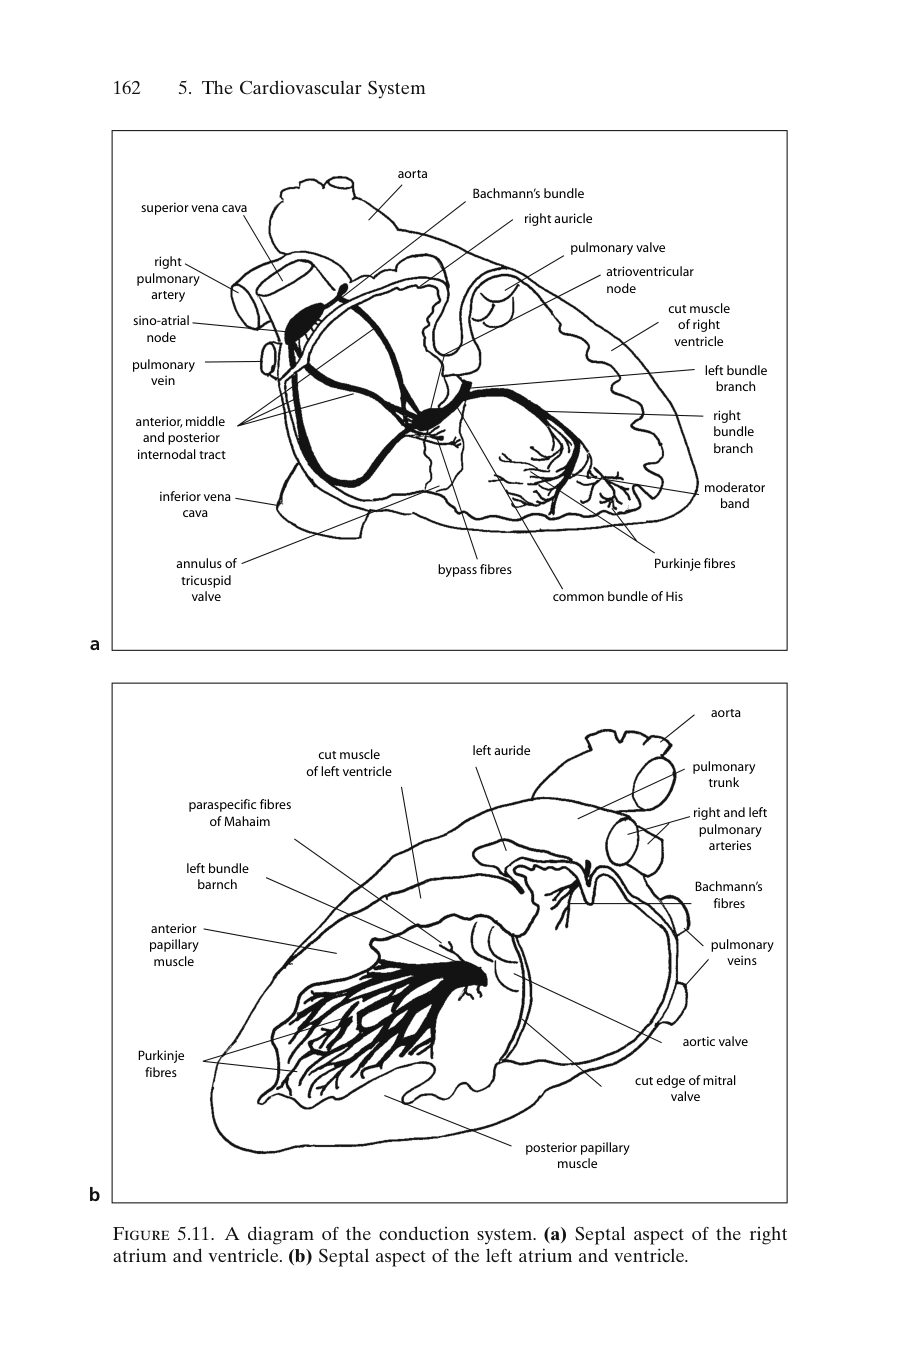 162 5. The Cardiovascular System
aorta
Bachmann's bundle
superior vena cava
right auricle
pulmonary valve
right
pulmonary
artery
atrioventricular
node
cut muscle
of right
ventricle
sino-atrial
node
pulmonary
vein
left bundle
branch
anterior, middle
and posterior
internodal tract
right
bundle
branch
inferior vena
cava
moderator
band
annulus of
tricuspid
valve
bypass fibres
Purkinje fibres
common bundle of His
a
aorta
left auride
cut muscle
of left ventricle
pulmonary
trunk
paraspecific fibres
of Mahaim
right and left
pulmonary
arteries
left bundle
barnch
Bachmann's
fibres
anterior
papillary
muscle
pulmonary
veins
aortic valve
Purkinje
fibres
cut edge of mitral
valve
posterior papillary
muscle
b
FIGURE 5.11. A diagram of the conduction system. (a) Septal aspect of the right
atrium and ventricle. (b) Septal aspect of the left atrium and ventricle.